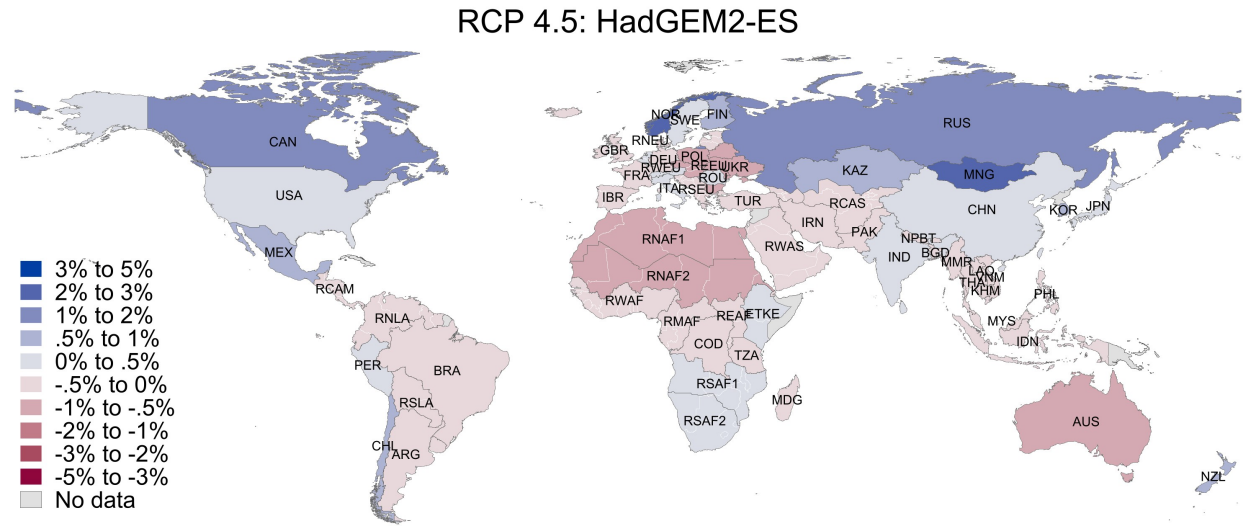 RCP 4.5: HadGEM2-ES
NOR
SWE
FIN
RUS
CAN
RNEU
GBR
DEU
POL
RWEU
REEU
UKR
FRA
ROU
KAZ
MNG
ITA
RSEU
USA
IBR
TUR
RCAS
CHN
KOR
JPN
IRN
PAK
RNAF1
RWAS
NPBT
MEX
IND
BGD
MMR
LAO
VNM
THA
KHM
RNAF2
RCAM
RWAF
PHL
RNLA
RMAF
REAF
ETKE
MYS
COD
IDN
TZA
PER
BRA
RSAF1
MDG
RSLA
RSAF2
AUS
CHL
ARG
NZL
3% to 5%
2% to 3%
1% to 2%
.5% to 1%
0% to .5%
-.5% to 0%
-1% to -.5%
-2% to -1%
-3% to -2%
-5% to -3%
No data